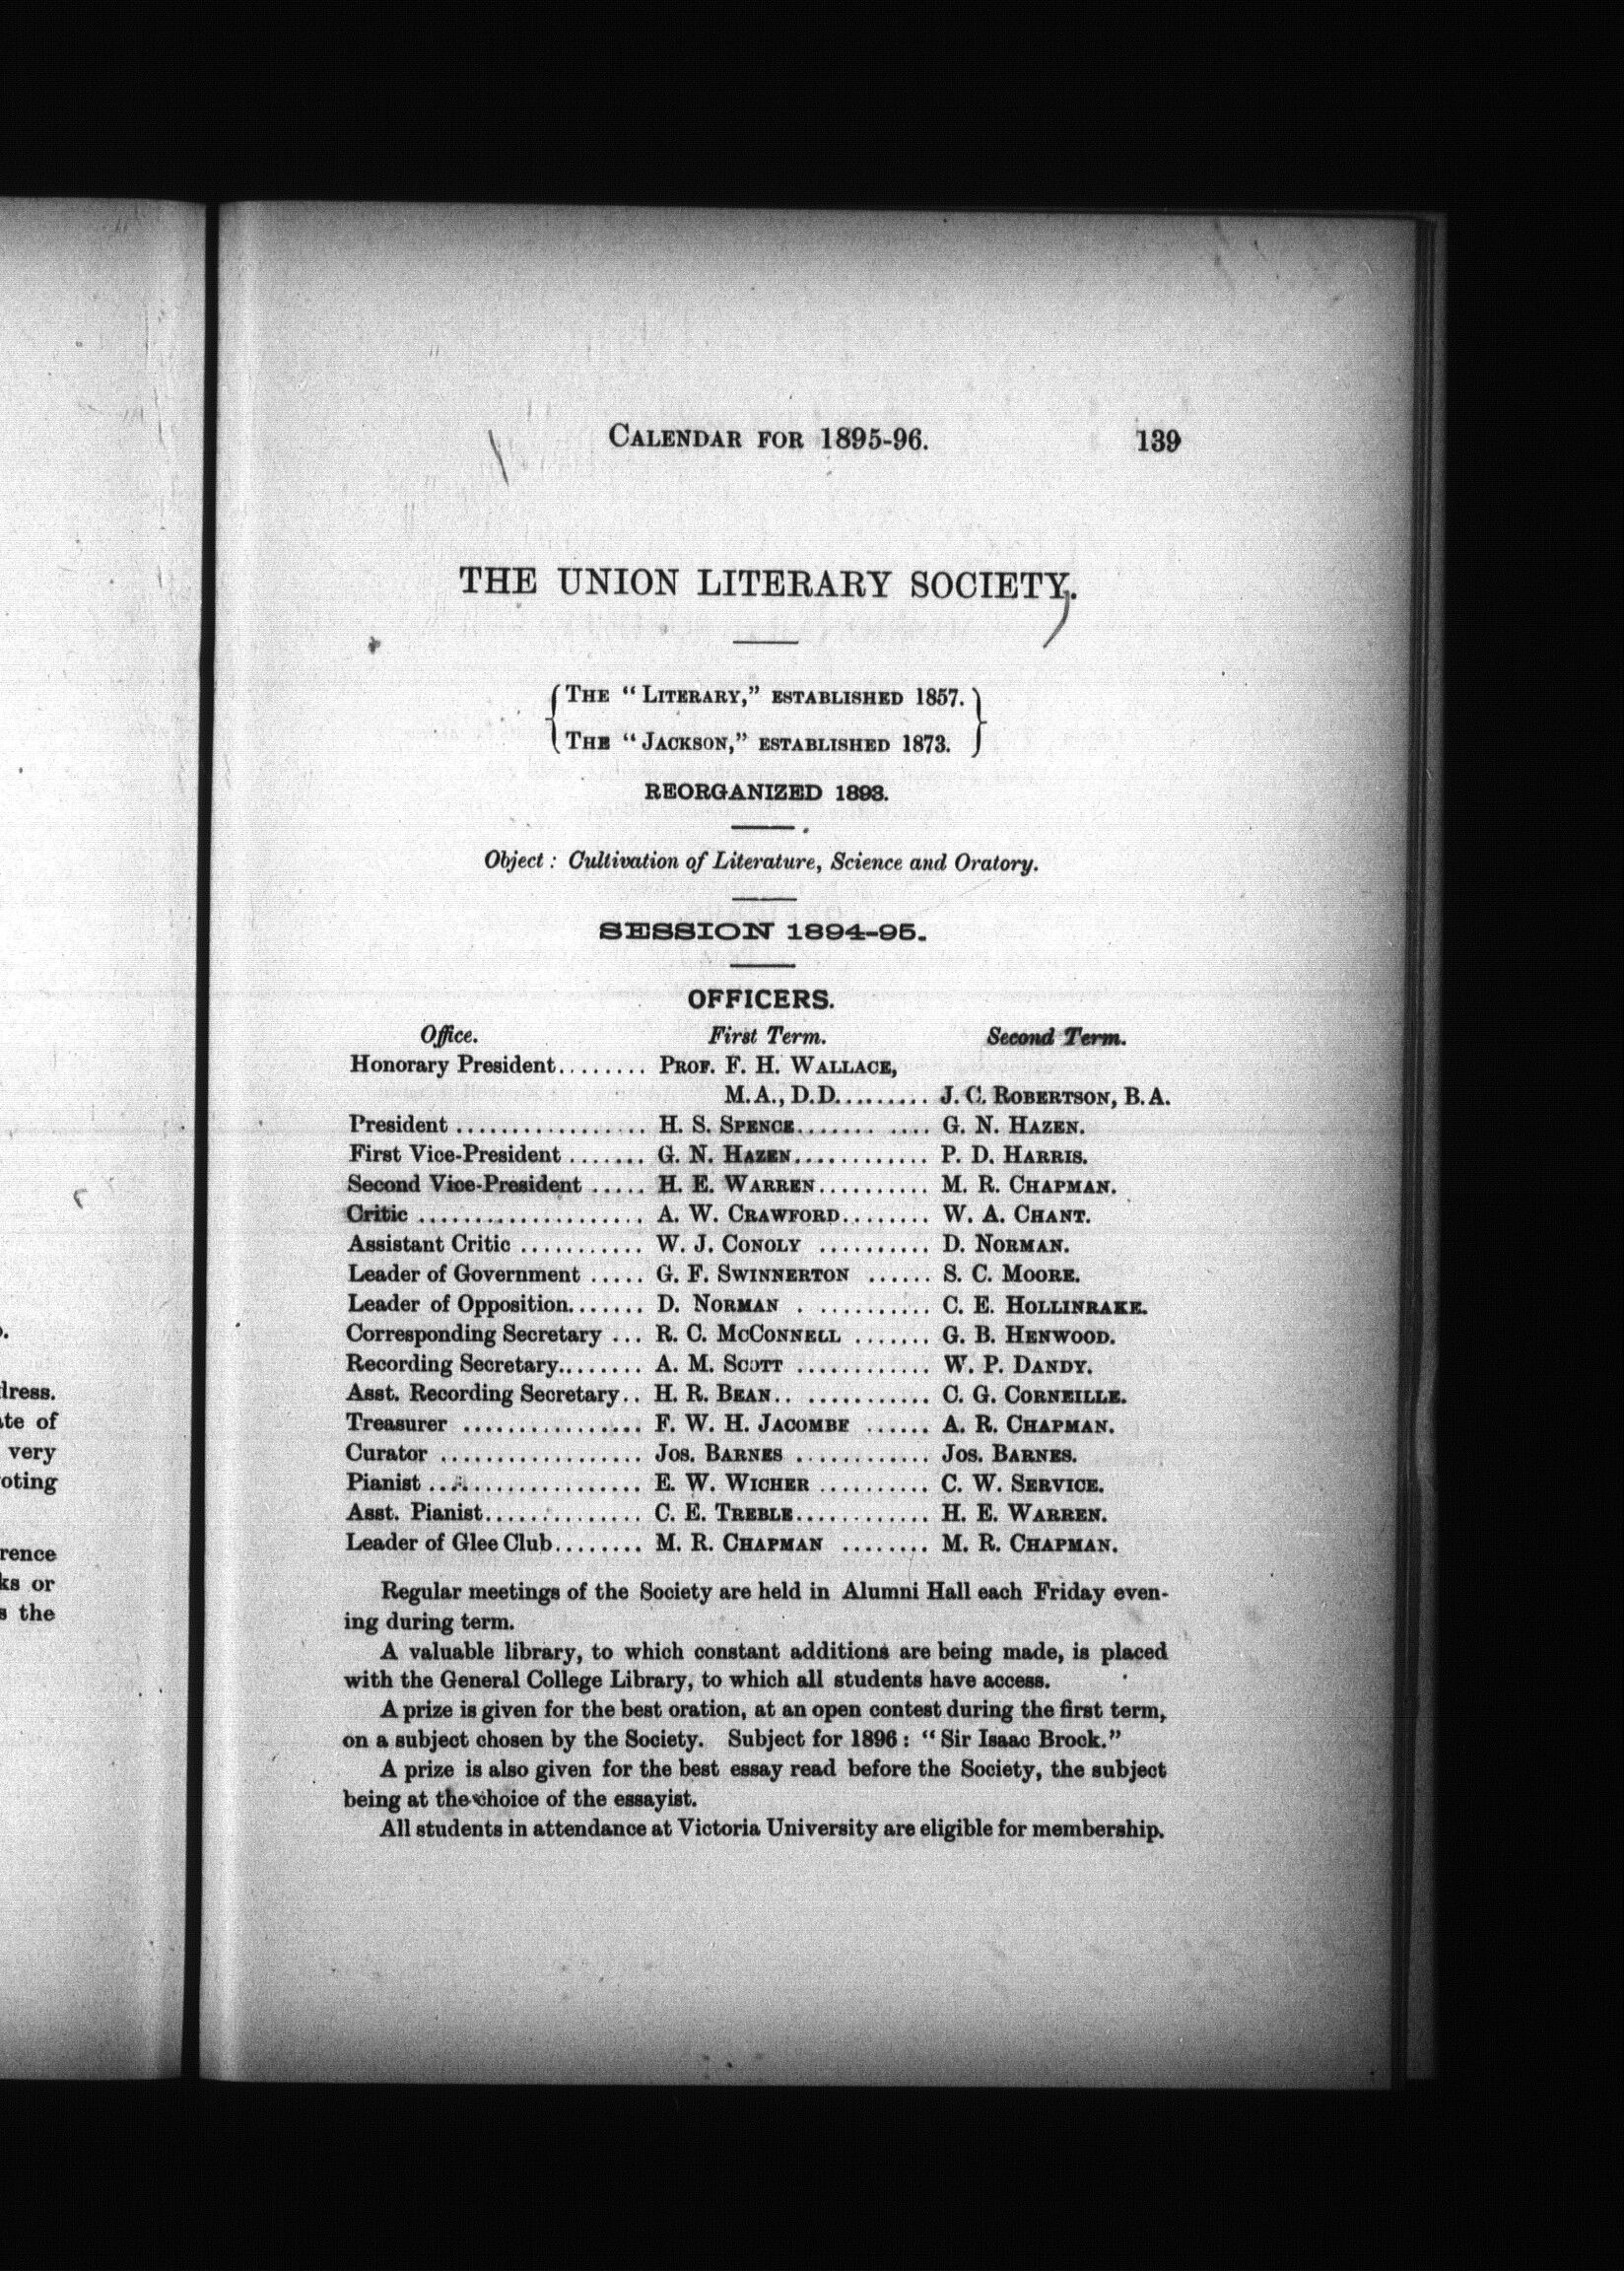 CALENDAR FOR 1895-96. 139
THE UNION LITERARY SOCIETY.
THE "LITERARY," ESTABLISHED 1857.
THE "JACKSON," ESTABLISHED 1873.
REORGANIZED 1893.
Object: Cultivation of Literature, Science and Oratory.
SESSION 1894-95.
OFFICERS.
Office. First Term. Second Term.
Honorary President........ PROF. F. H. WALLACE,
M.A., D.D......... J. C. ROBERTSON, B.A.
President ................. H. S. SPENCE....... .... G. N. HAZEN.
First Vice-President ....... G. N. HAZEN............ P. D. HARRIS.
Second Vice-President ..... H. E. WARREN.......... M. R. CHAPMAN.
Critic .................... A. W. CRAWFORD........ W. A. CHANT.
Assistant Critic ........... W. J. CONOLY .......... D. NORMAN.
Leader of Government ..... G. F. SWINNERTON ...... S. C. MOORE.
Leader of Opposition....... D. NORMAN . .......... C. E. HOLLINRAKE.
Corresponding Secretary ... R. C. MCCONNELL ....... G. B. HENWOOD.
Recording Secretary........ A. M. SCOTT ............ W. P. DANDY.
Asst. Recording Secretary.. H. R. BEAN.. ........... C. G. CORNEILLE.
Treasurer ................ F. W. H. JACOMBE ...... A. R. CHAPMAN.
Curator .................. JOS. BARNES ............ JOS. BARNES.
Pianist ................... E. W. WICHER .......... C. W. SERVICE.
Asst. Pianist.............. C. E. TREBLE............ H. E. WARREN.
Leader of Glee Club........ M. R. CHAPMAN ........ M. R. CHAPMAN.
Regular meetings of the Society are held in Alumni Hall each Friday even-
ing during term.
A valuable library, to which constant additions are being made, is placed
with the General College Library, to which all students have access.
A prize is given for the best oration, at an open contest during the first term,
on a subject chosen by the Society. Subject for 1896: "Sir Isaac Brock."
A prize is also given for the best essay read before the Society, the subject
being at the choice of the essayist.
All students in attendance at Victoria University are eligible for membership.